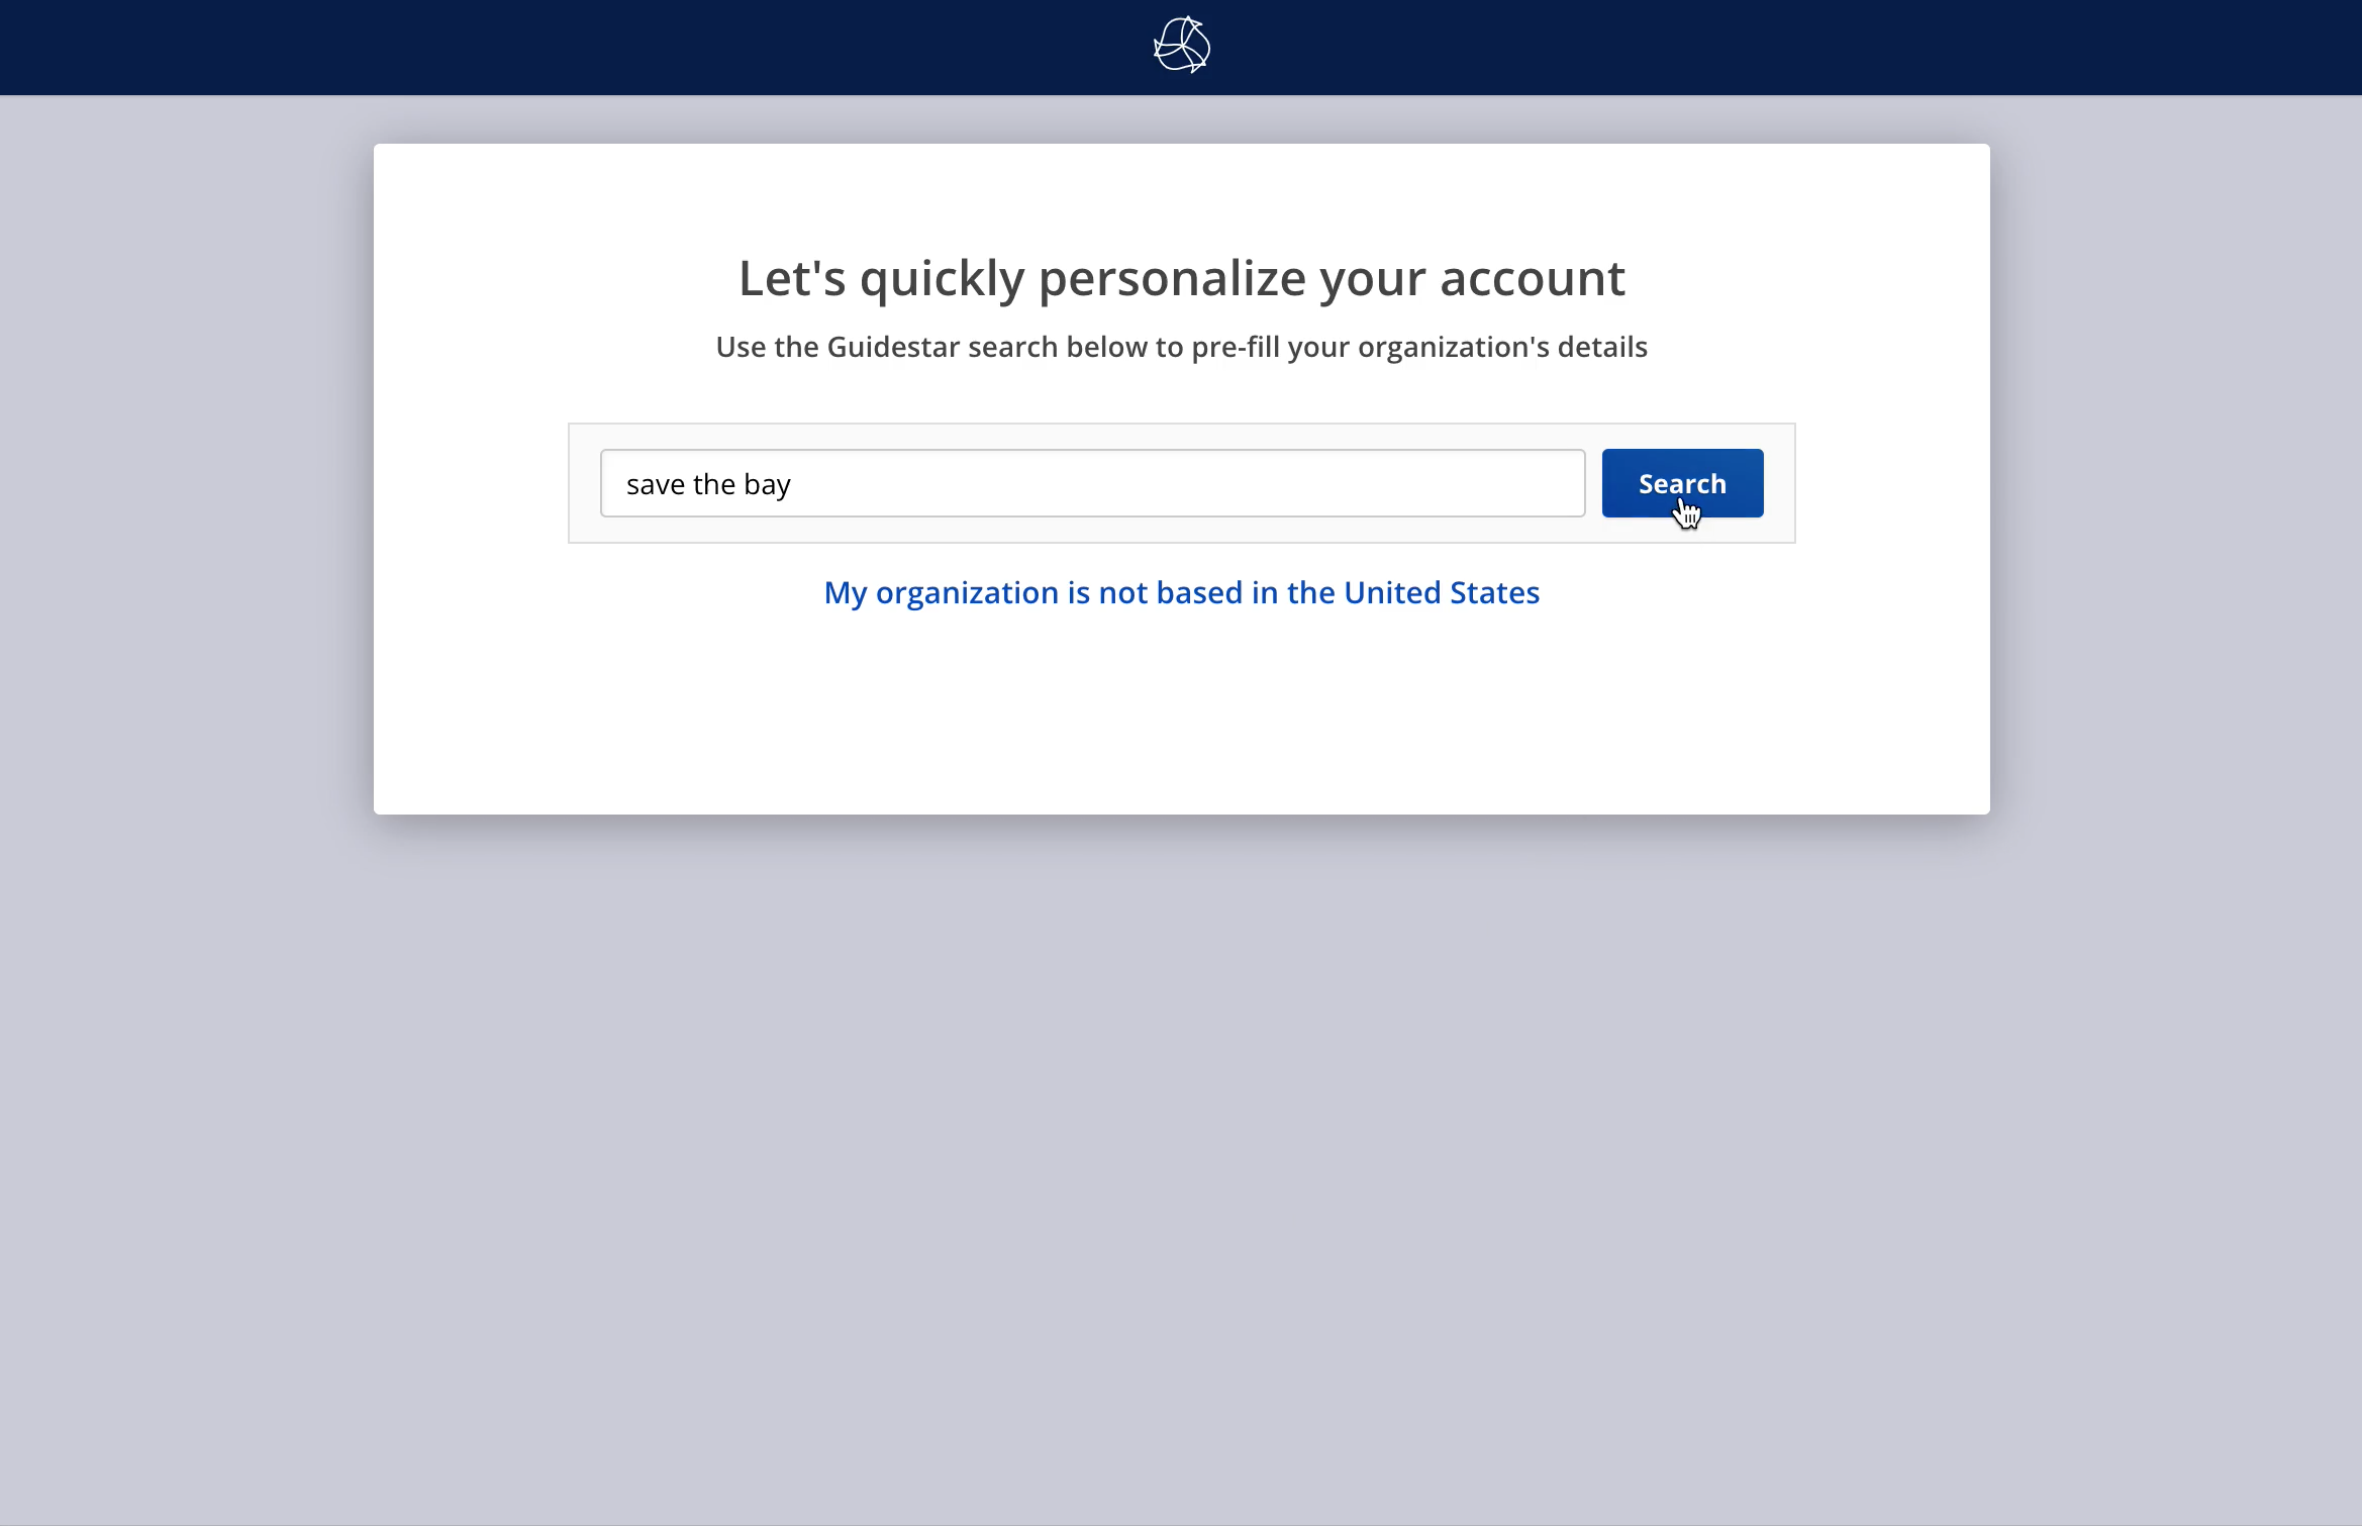 Let's quickly personalize your account
Use the Guidestar search below to pre-fill your organization's details
save the bay
Search
My organization is not based in the United States